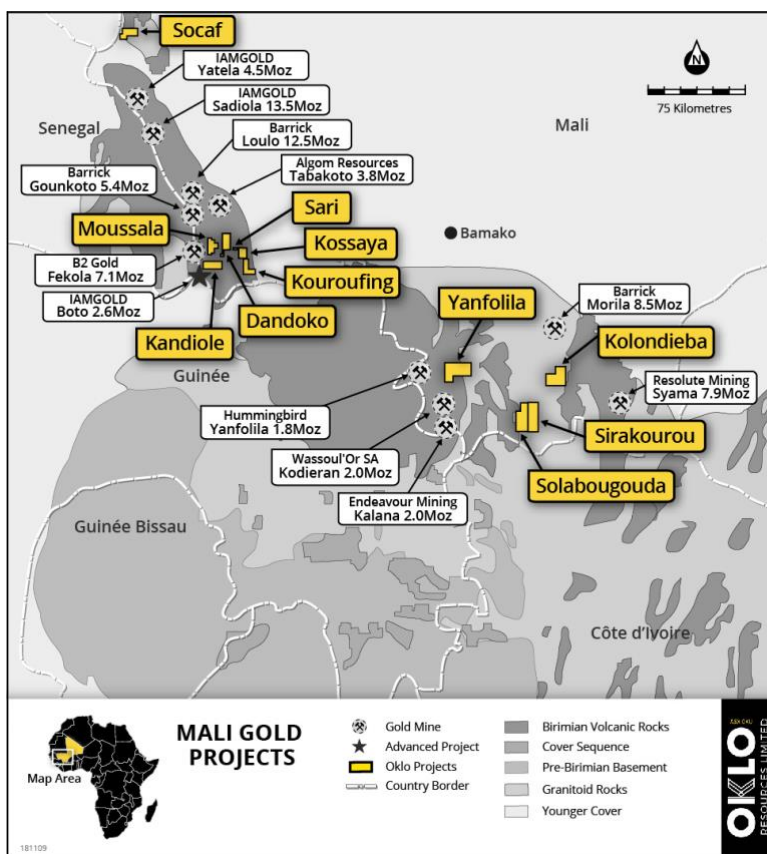 Socaf
IAMGOLD
Yatela 4.5Moz
N
75 Kilometres
IAMGOLD
Sadiola 13.5Moz
Senegal
Mali
Barrick
Loulo 12.5Moz
Algom Resources
Tabakoto 3.8Moz
Barrick
Gounkoto 5.4Moz
Sari
Moussala
Kossaya
Bamako
B2 Gold
Fekola 7.1Moz
Kouroufing
IAMGOLD
Boto 2.6Moz
Dandoko
Yanfolila
Barrick
Morila 8.5Moz
Kandiole
Kolondieba
Guinée
Resolute Mining
Syama 7.9Moz
Hummingbird
Yanfolila 1.8Moz
Sirakourou
Wassoul'Or SA
Kodieran 2.0Moz
Solabougouda
Endeavour Mining
Kalana 2.0Moz
Guinée Bissau
Côte d'Ivoire
MALI GOLD
PROJECTS
Map Area
Gold Mine
Advanced Project
Oklo Projects
Country Border
Birimian Volcanic Rocks
Cover Sequence
Pre-Birimian Basement
Granitoid Rocks
Younger Cover
OKLO
RESOURCES LIMITED
181109